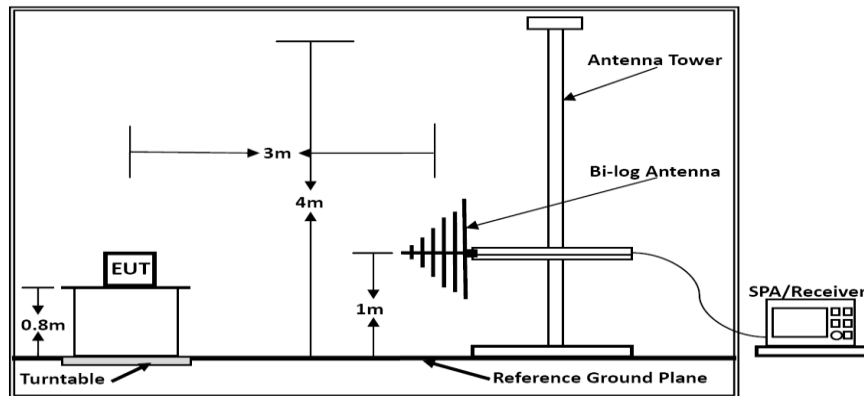 Antenna Tower
3m
Bi-log Antenna
4m
EUT
SPA/Receiver
0.8m
1m
Turntable
Reference Ground Plane